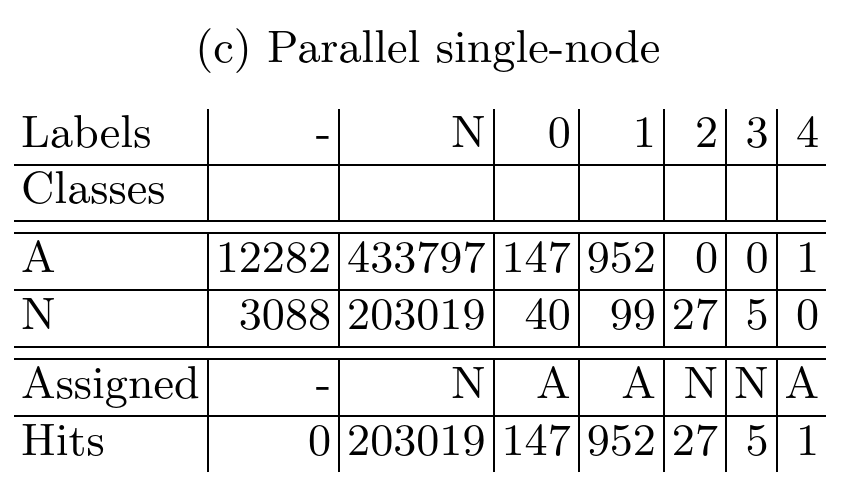 (c) Parallel single-node
Labels - N 0 1 2 3 4
Classes
A 12282 433797 147 952 0 0 1
N 3088 203019 40 99 27 5 0
Assigned - N A A N N A
Hits 0 203019 147 952 27 5 1